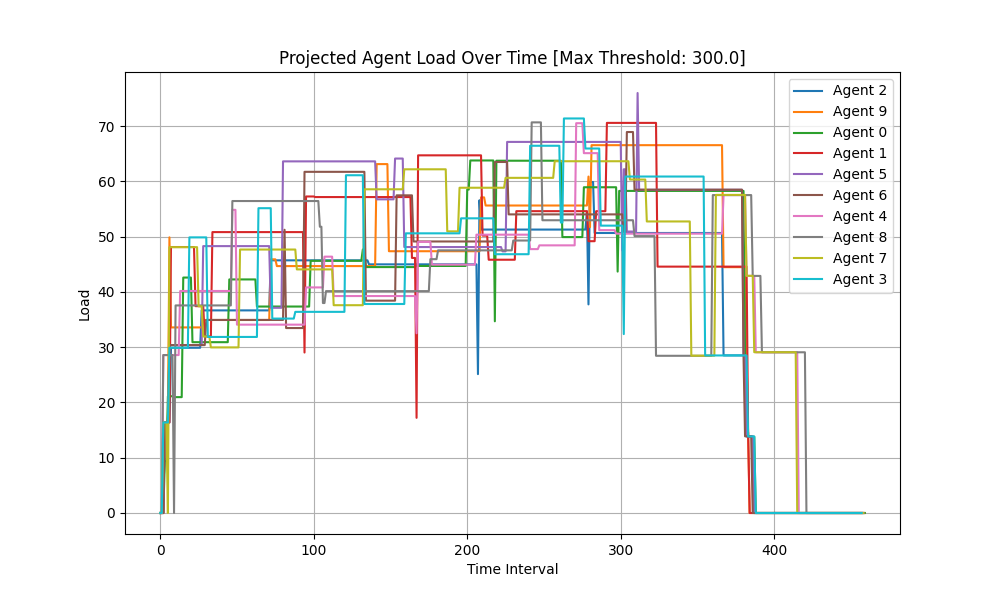 Projected Agent Load Over Time [Max Threshold: 300.0]
Load
70
60
50
40
30
20
10
0
0 100 200 300 400
Time Interval
Agent 2
Agent 9
Agent 0
Agent 1
Agent 5
Agent 6
Agent 4
Agent 8
Agent 7
Agent 3